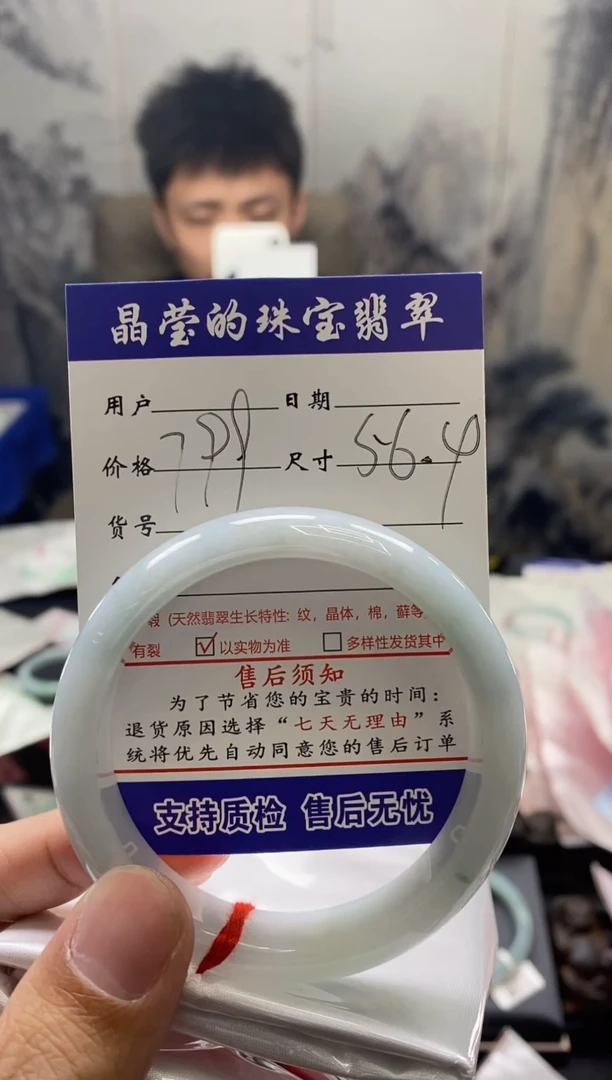 晶莹的珠宝翡翠
用户 日期
价格 799 尺寸 56.4
货号
瑕 (天然翡翠生长特性: 纹, 晶体, 棉, 藓等
有裂 ☑以实物为准 □多样性发货其中
售后须知
为了节省您的宝贵的时间:
退货原因选择“七天无理由”系
统将优先自动同意您的售后订单
支持质检 售后无忧